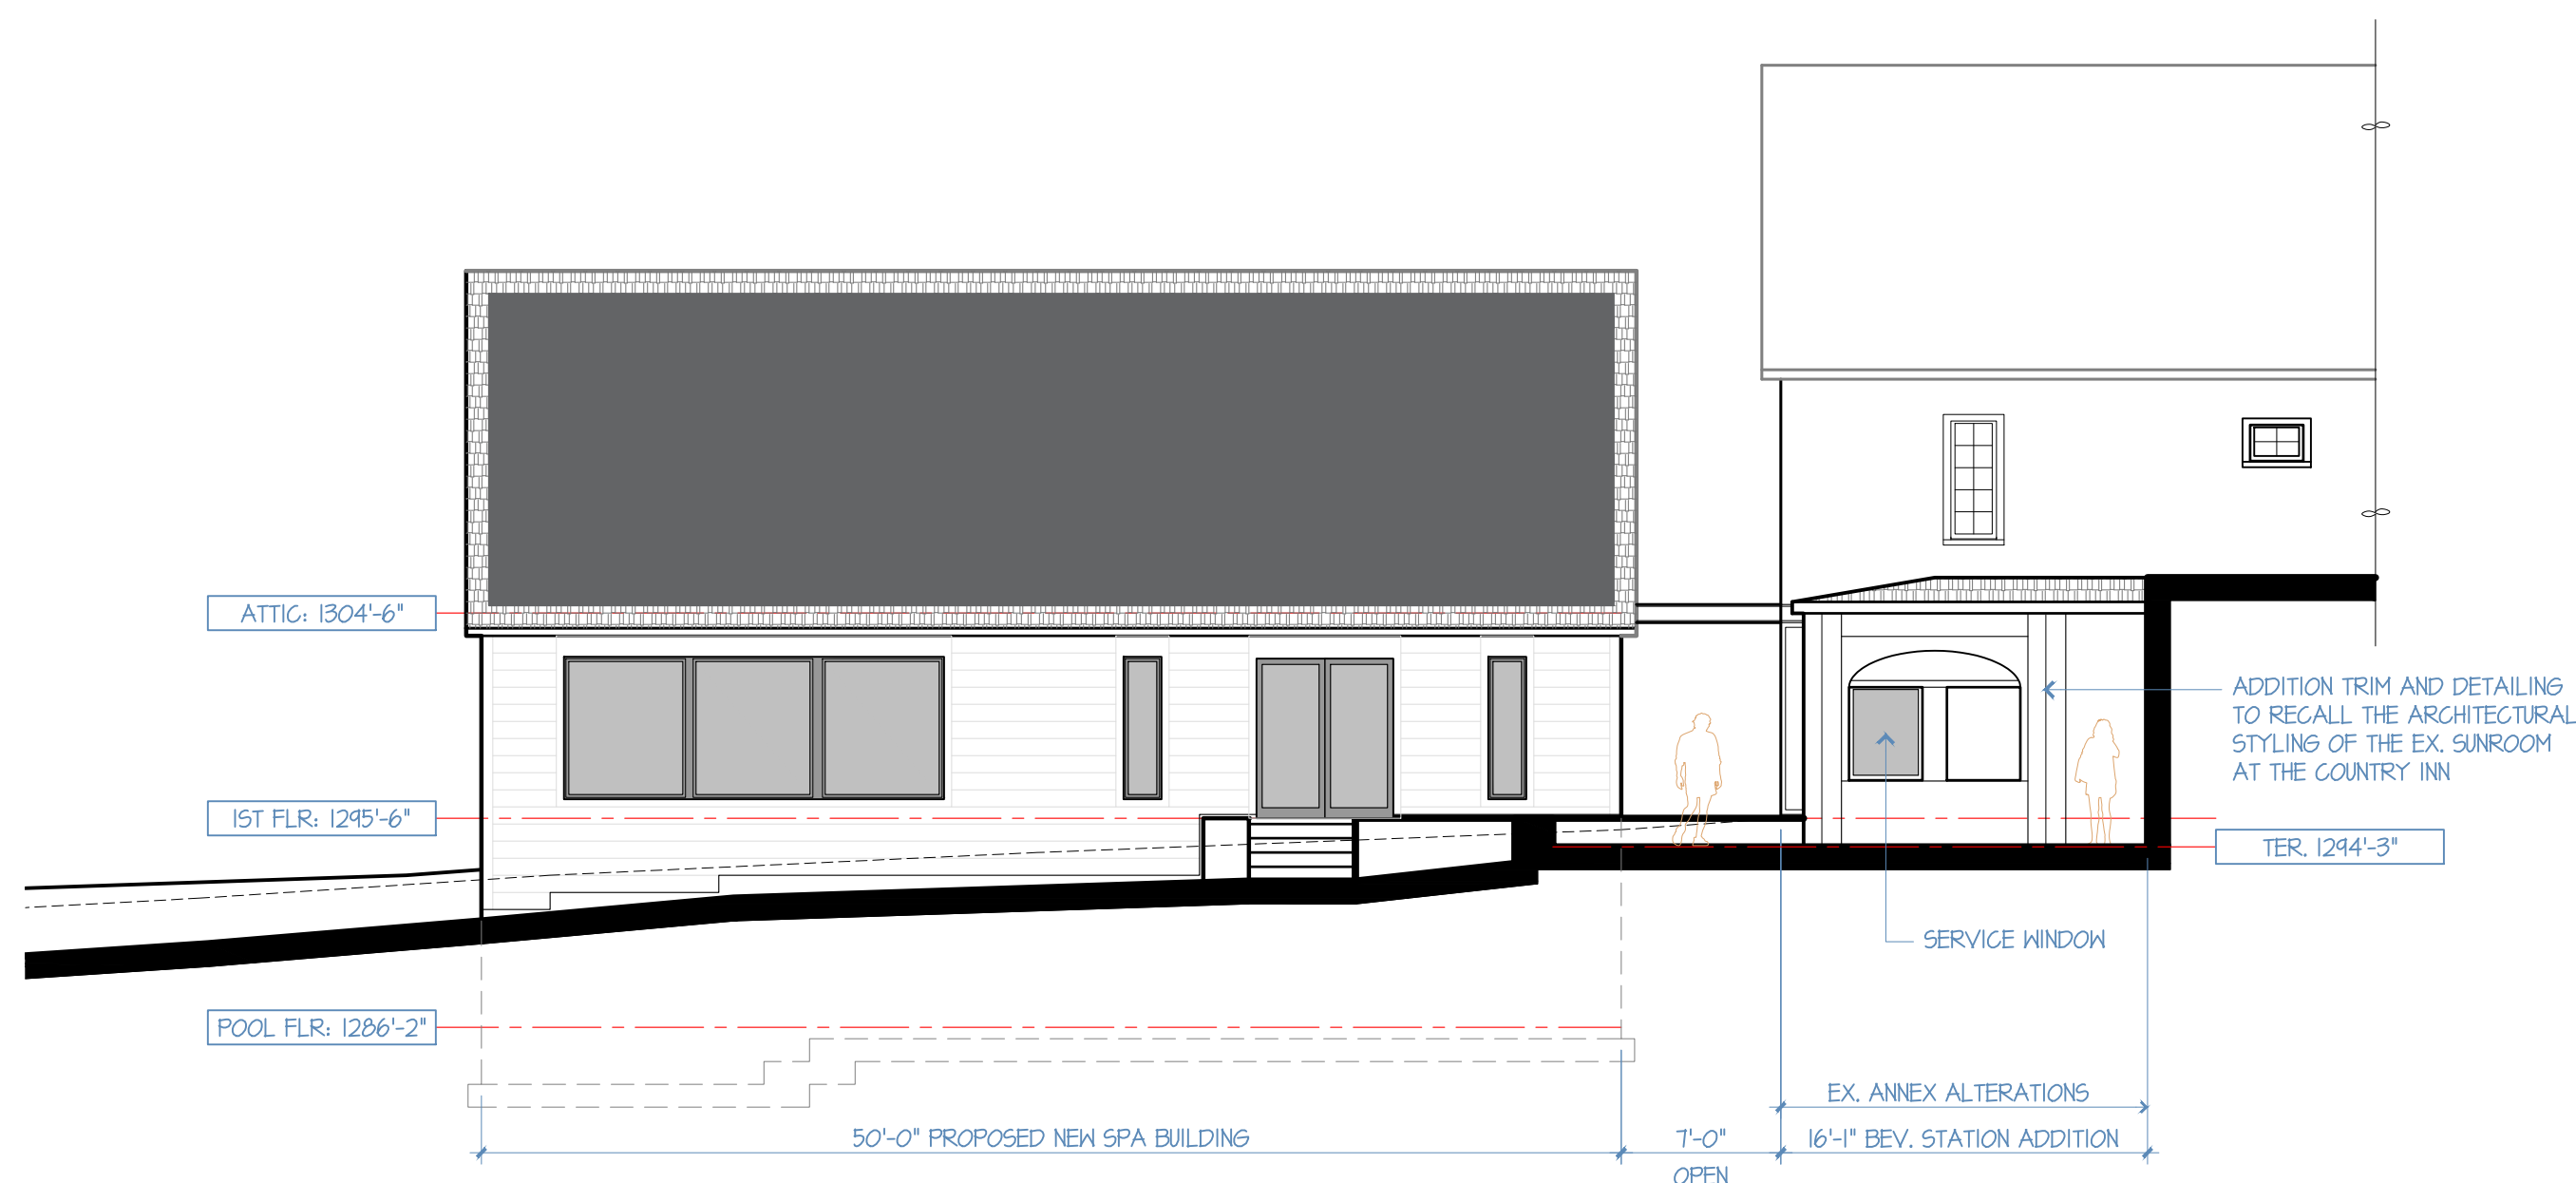 ATTIC: 1304'-6"
1ST FLR: 1295'-6"
POOL FLR: 1286'-2"
ADDITION TRIM AND DETAILING
TO RECALL THE ARCHITECTURAL
STYLING OF THE EX. SUNROOM
AT THE COUNTRY INN
TER. 1294'-3"
SERVICE WINDOW
EX. ANNEX ALTERATIONS
50'-0" PROPOSED NEW SPA BUILDING
7'-0"
OPEN
16'-1" BEV. STATION ADDITION